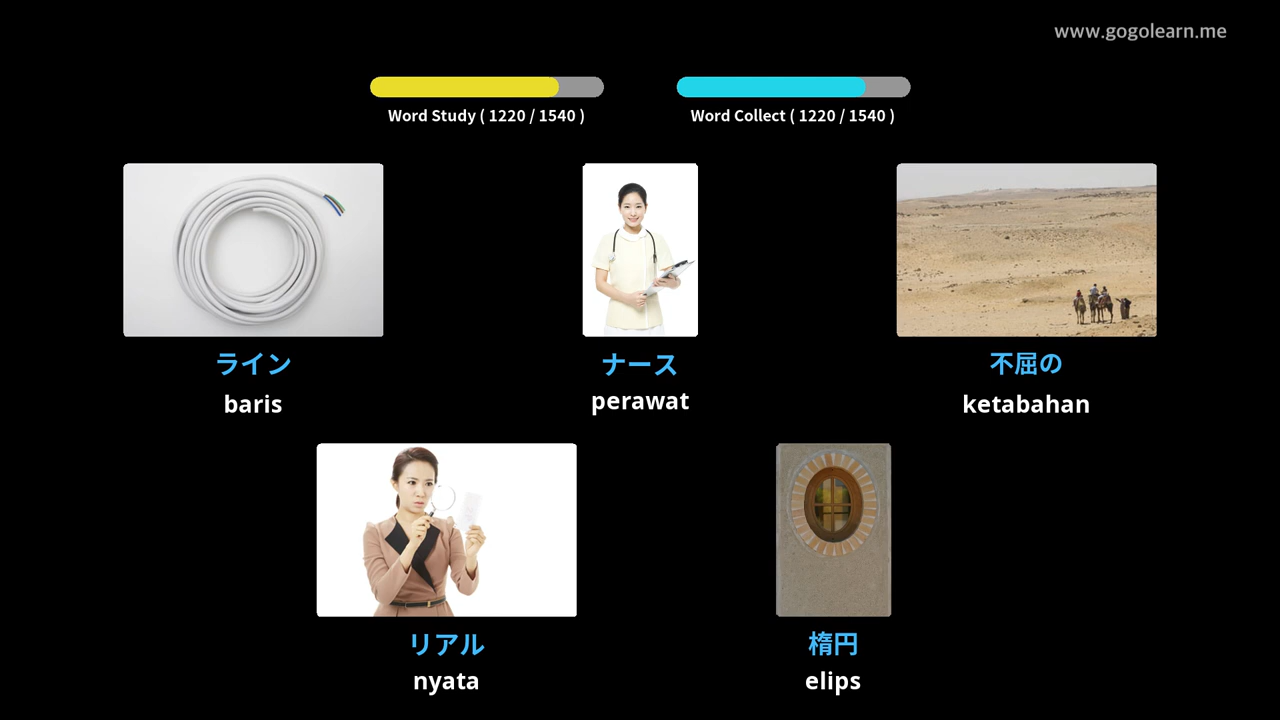 www.gogolearn.me
Word Study ( 1220 / 1540 )
Word Collect ( 1220 / 1540 )
ライン
baris
ナース
perawat
不屈の
ketabahan
リアル
nyata
楕円
elips